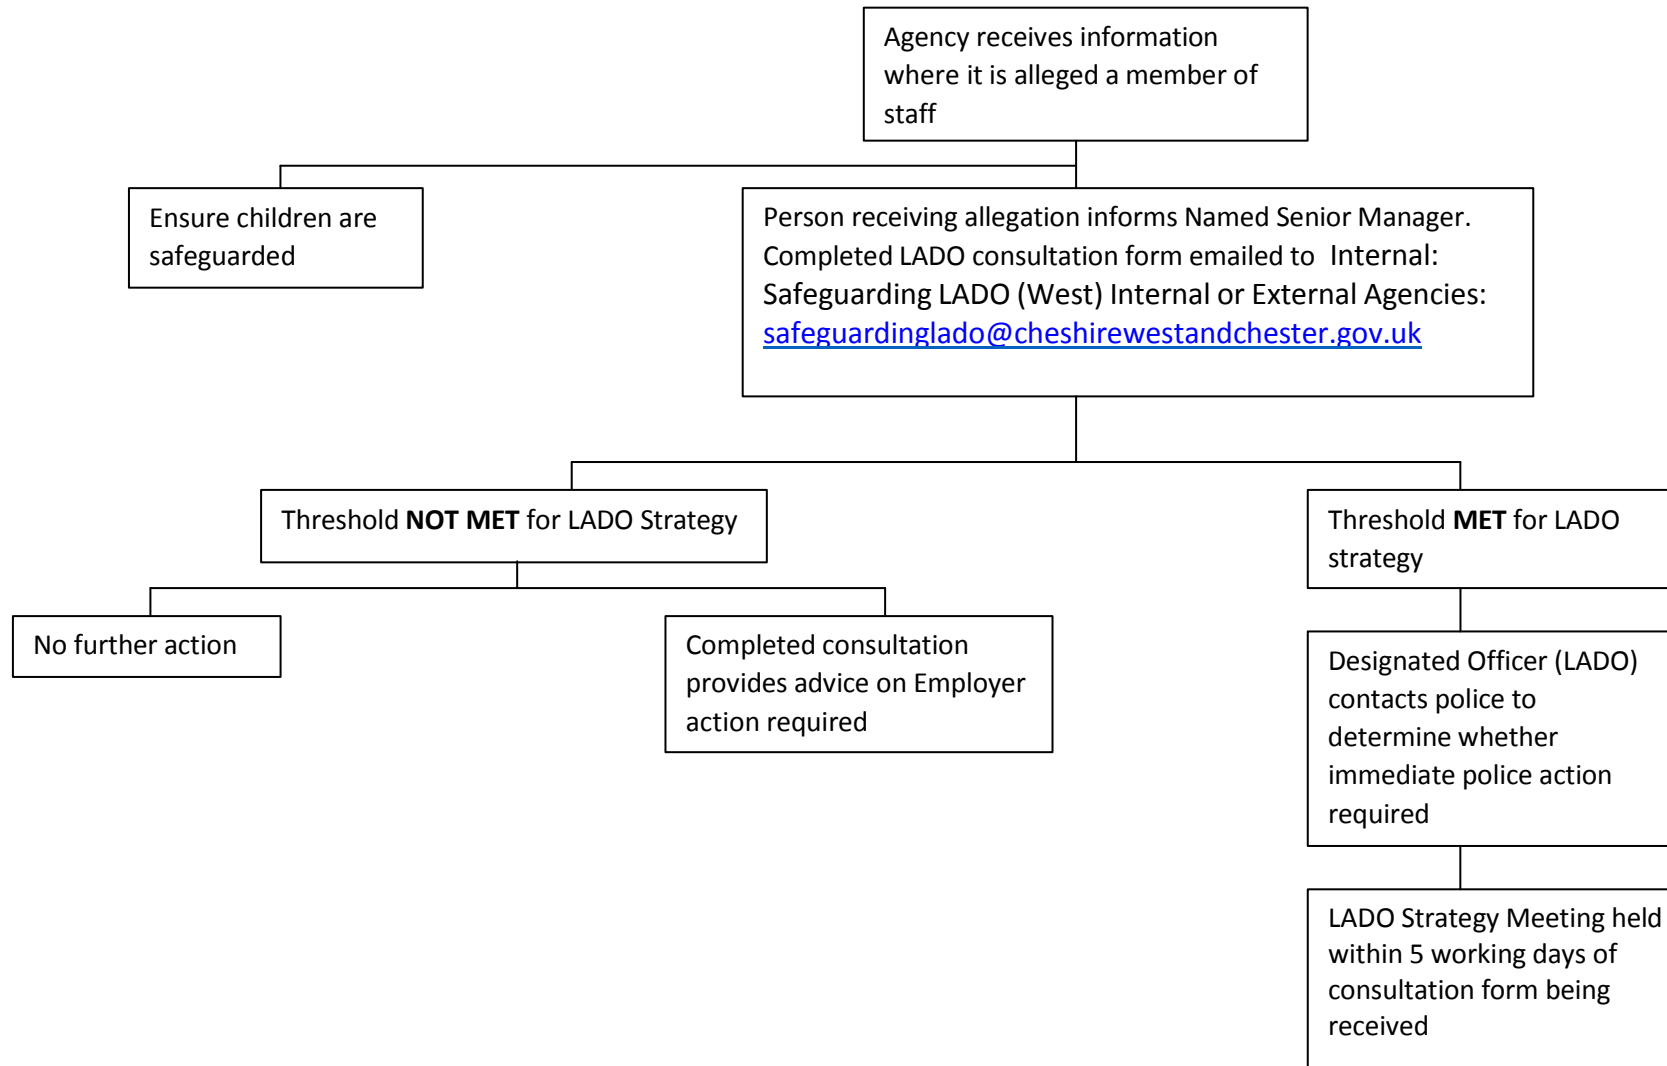 Agency receives information
where it is alleged a member of
staff
Ensure children are
safeguarded
Person receiving allegation informs Named Senior Manager.
Completed LADO consultation form emailed to Internal:
Safeguarding LADO (West) Internal or External Agencies:
safeguardinglado@cheshirewestandchester.gov.uk
Threshold NOT MET for LADO Strategy
Threshold MET for LADO
strategy
No further action
Completed consultation
provides advice on Employer
action required
Designated Officer (LADO)
contacts police to
determine whether
immediate police action
required
LADO Strategy Meeting held
within 5 working days of
consultation form being
received